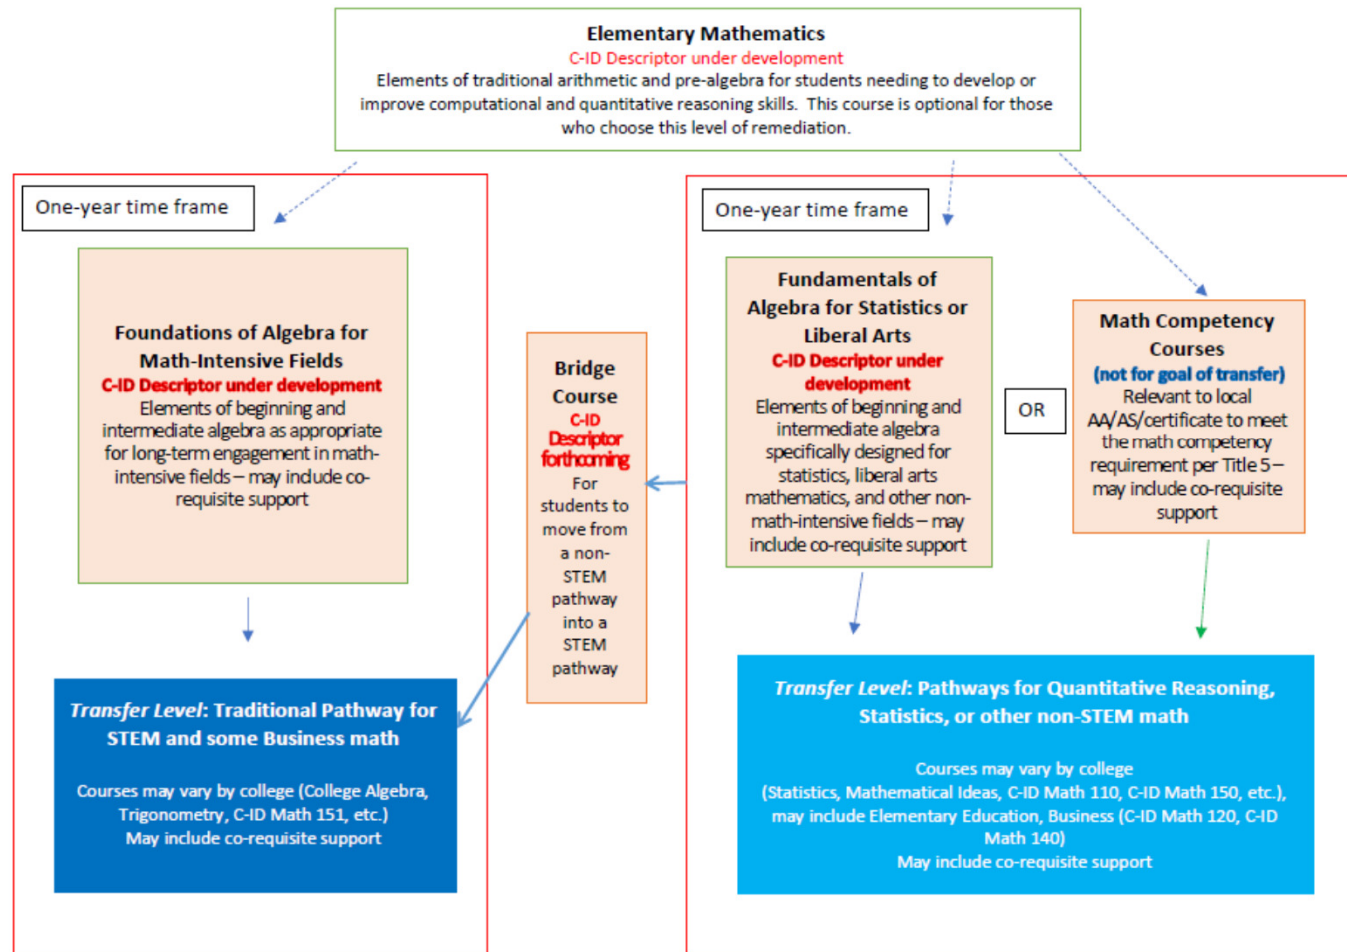 Elementary Mathematics
C-ID Descriptor under development
Elements of traditional arithmetic and pre-algebra for students needing to develop or
improve computational and quantitative reasoning skills.  This course is optional for those
who choose this level of remediation.
One-year time frame
Foundations of Algebra for
Math-Intensive Fields
C-ID Descriptor under development
Elements of beginning and
intermediate algebra as appropriate
for long-term engagement in math-
intensive fields – may include co-
requisite support
Transfer Level: Traditional Pathway for
STEM and some Business math
Courses may vary by college (College Algebra,
Trigonometry, C-ID Math 151, etc.)
May include co-requisite support
Bridge
Course
C-ID
Descriptor
forthcoming
For
students to
move from
a non-
STEM
pathway
into a
STEM
pathway
One-year time frame
Fundamentals of
Algebra for Statistics or
Liberal Arts
C-ID Descriptor under
development
Elements of beginning and
intermediate algebra
specifically designed for
statistics, liberal arts
mathematics, and other non-
math-intensive fields – may
include co-requisite support
OR
Math Competency
Courses
(not for goal of transfer)
Relevant to local
AA/AS/certificate to meet
the math competency
requirement per Title 5 –
may include co-requisite
support
Transfer Level: Pathways for Quantitative Reasoning,
Statistics, or other non-STEM math
Courses may vary by college
(Statistics, Mathematical Ideas, C-ID Math 110, C-ID Math 150, etc.),
may include Elementary Education, Business (C-ID Math 120, C-ID
Math 140)
May include co-requisite support